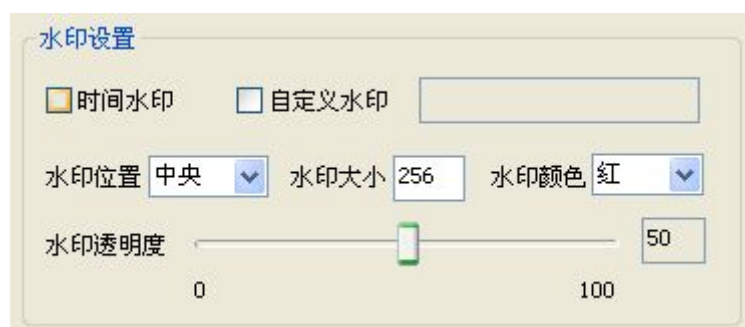 水印设置
时间水印 自定义水印
水印位置 中央 水印大小 256 水印颜色 红
水印透明度 50
0 100